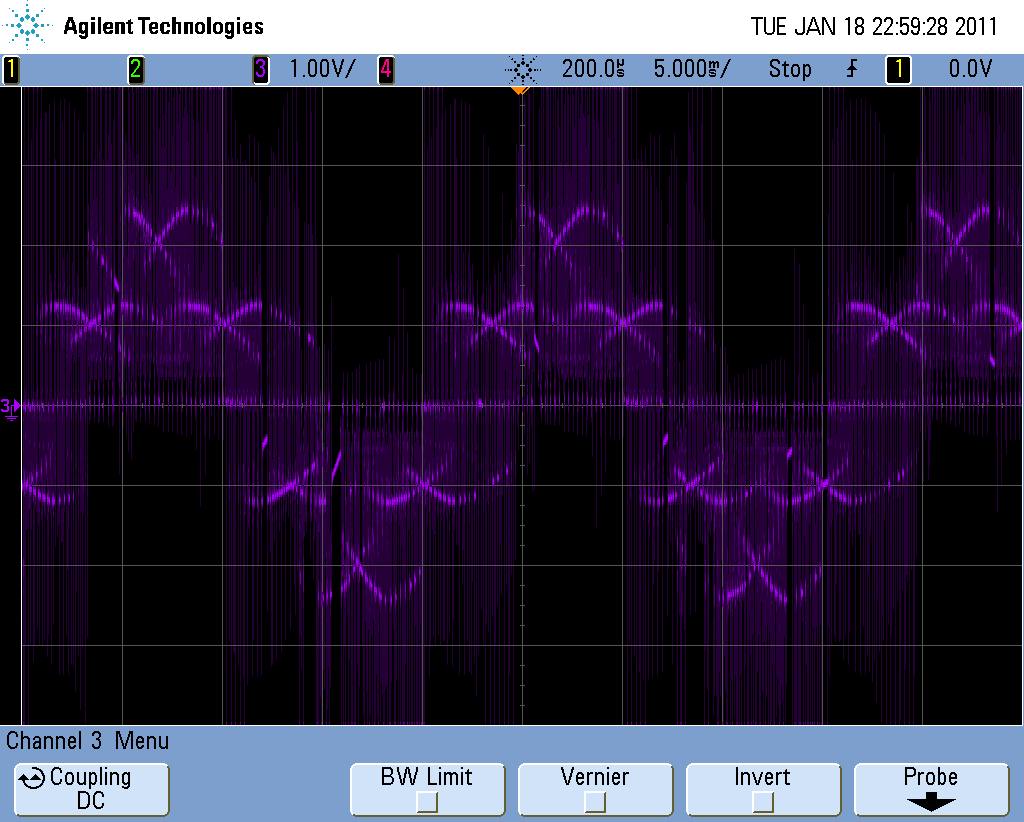 Agilent Technologies TUE JAN 18 22:59:28 2011
1 2 3 1.00V/ 4 200.0µs 5.000ms/ Stop 1 0.0V
3
Channel 3 Menu
Coupling BW Limit Vernier Invert Probe
DC